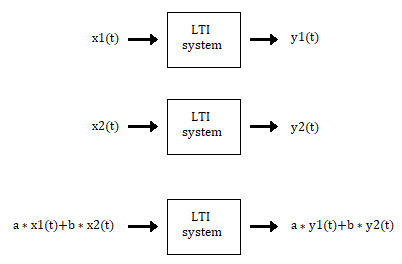 x1(t) LTI system y1(t)
x2(t) LTI system y2(t)
a * x1(t)+b * x2(t) LTI system a * y1(t)+b * y2(t)